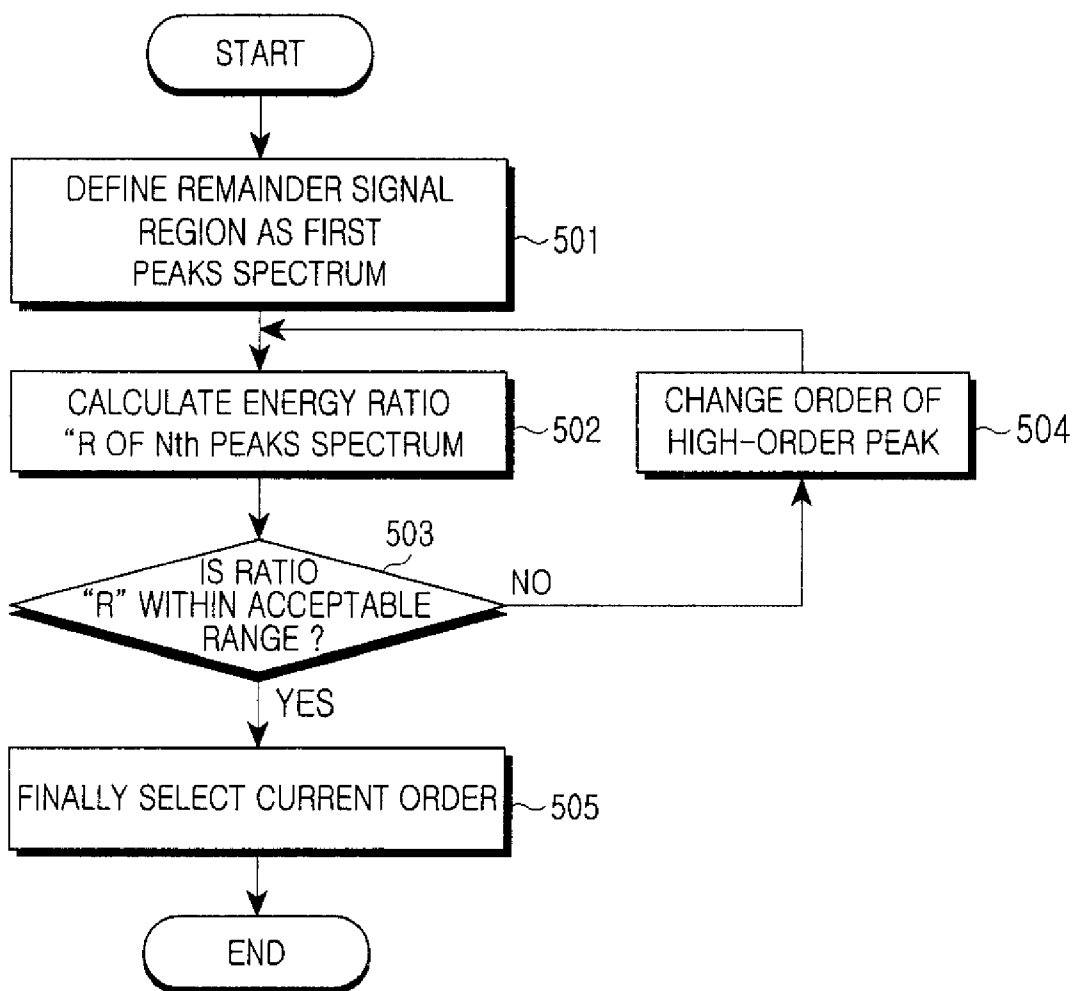 START
DEFINE REMAINDER SIGNAL
REGION AS FIRST
PEAKS SPECTRUM
501
CALCULATE ENERGY RATIO
“R OF Nth PEAKS SPECTRUM
502
CHANGE ORDER OF
HIGH-ORDER PEAK
504
503
IS RATIO
“R” WITHIN ACCEPTABLE
RANGE ?
NO
YES
FINALLY SELECT CURRENT ORDER
505
END